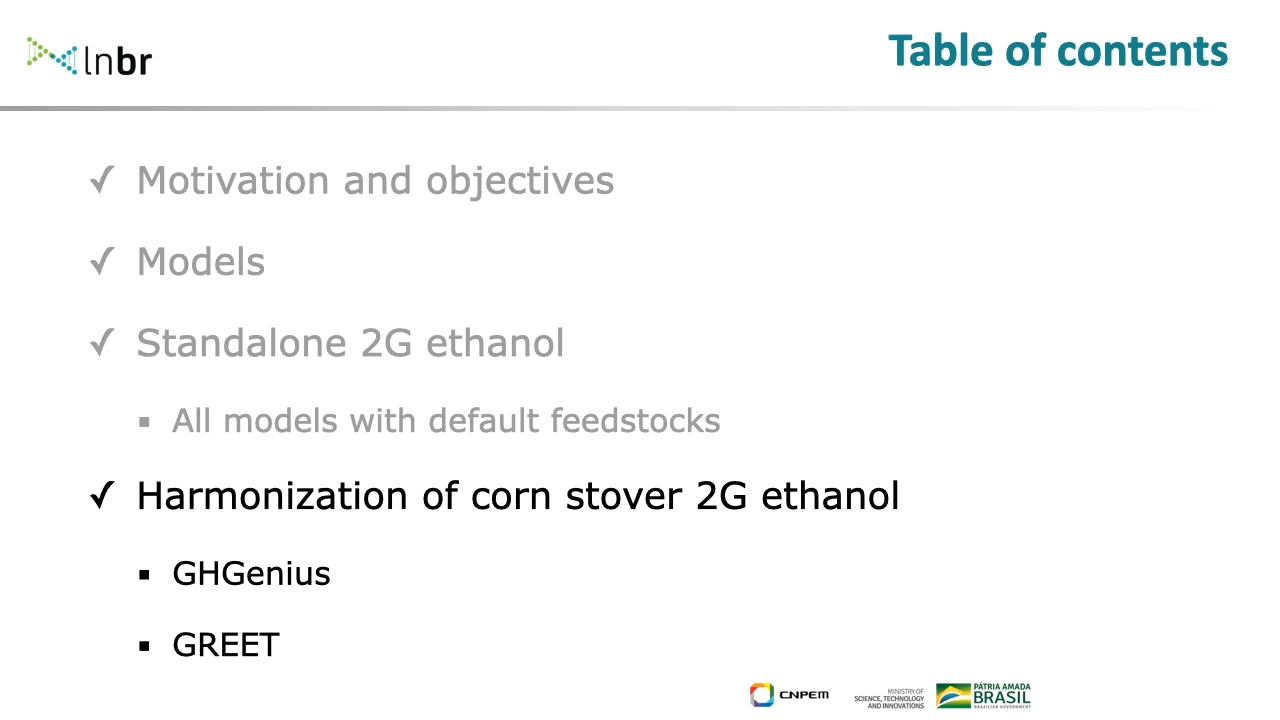 lnbr
Table of contents
✓ Motivation and objectives
✓ Models
✓ Standalone 2G ethanol
▪ All models with default feedstocks
✓ Harmonization of corn stover 2G ethanol
▪ GHGenius
▪ GREET
CNPEM
MINISTRY OF
SCIENCE, TECHNOLOGY
AND INNOVATIONS
PÁTRIA AMADA
BRASIL
BRAZILIAN GOVERNMENT